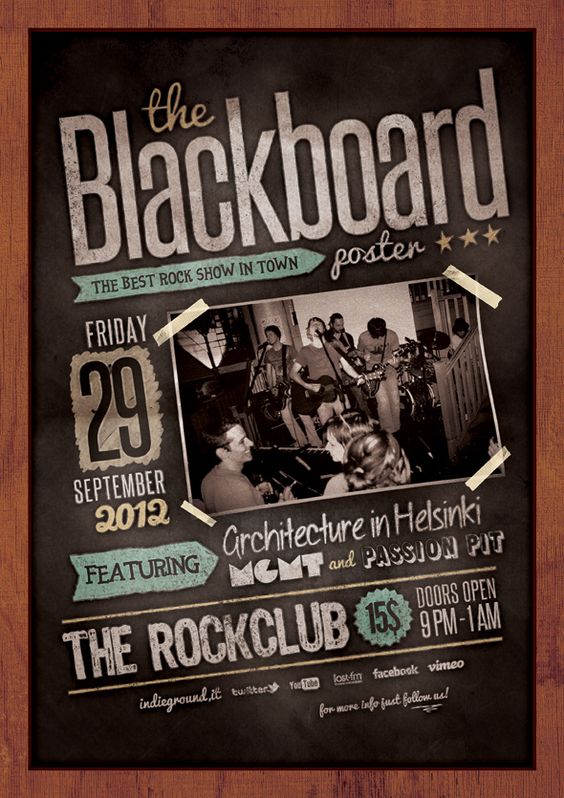 the
Blackboard
poster
THE BEST ROCK SHOW IN TOWN
FRIDAY
29
SEPTEMBER
2012
FEATURING
Architecture in Helsinki
MGMT and PASSION PIT
THE ROCKCLUB
15$
DOORS OPEN
9 PM - 1 AM
indieground.it twitter YouTube last.fm facebook vimeo
for more info just follow us!